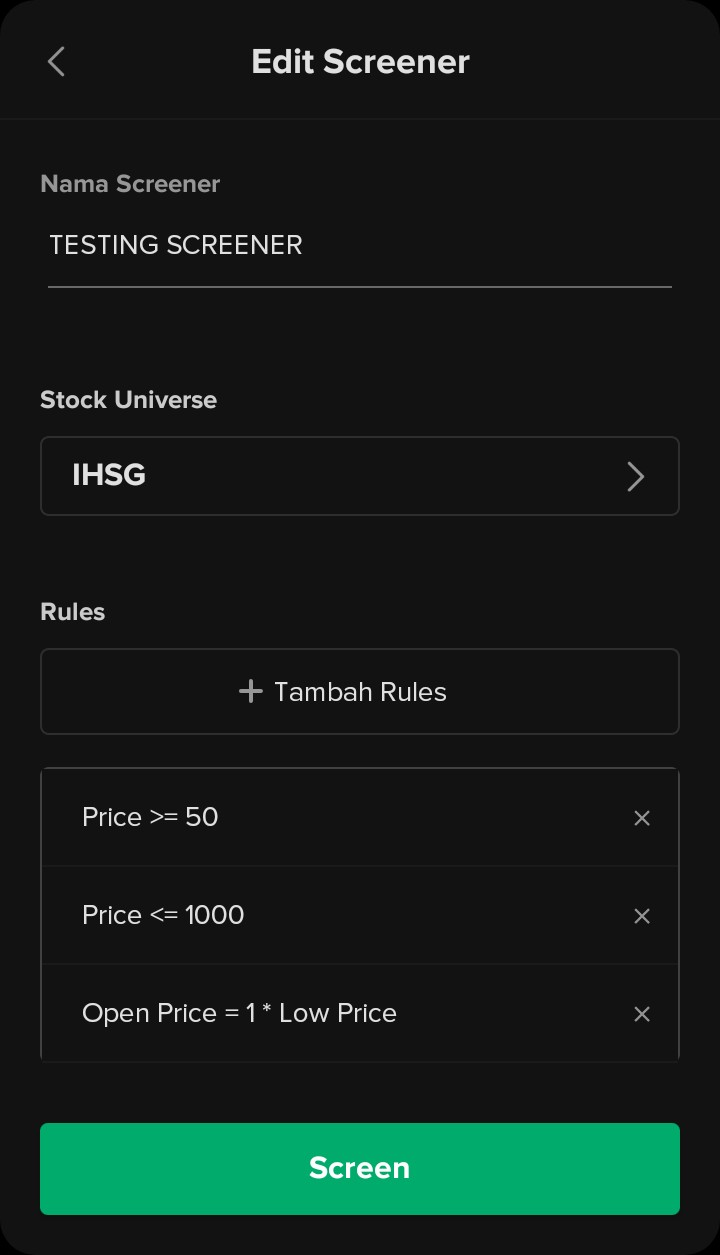 Edit Screener
Nama Screener
TESTING SCREENER
Stock Universe
IHSG
Rules
+ Tambah Rules
Price >= 50
Price <= 1000
Open Price = 1 * Low Price
Screen